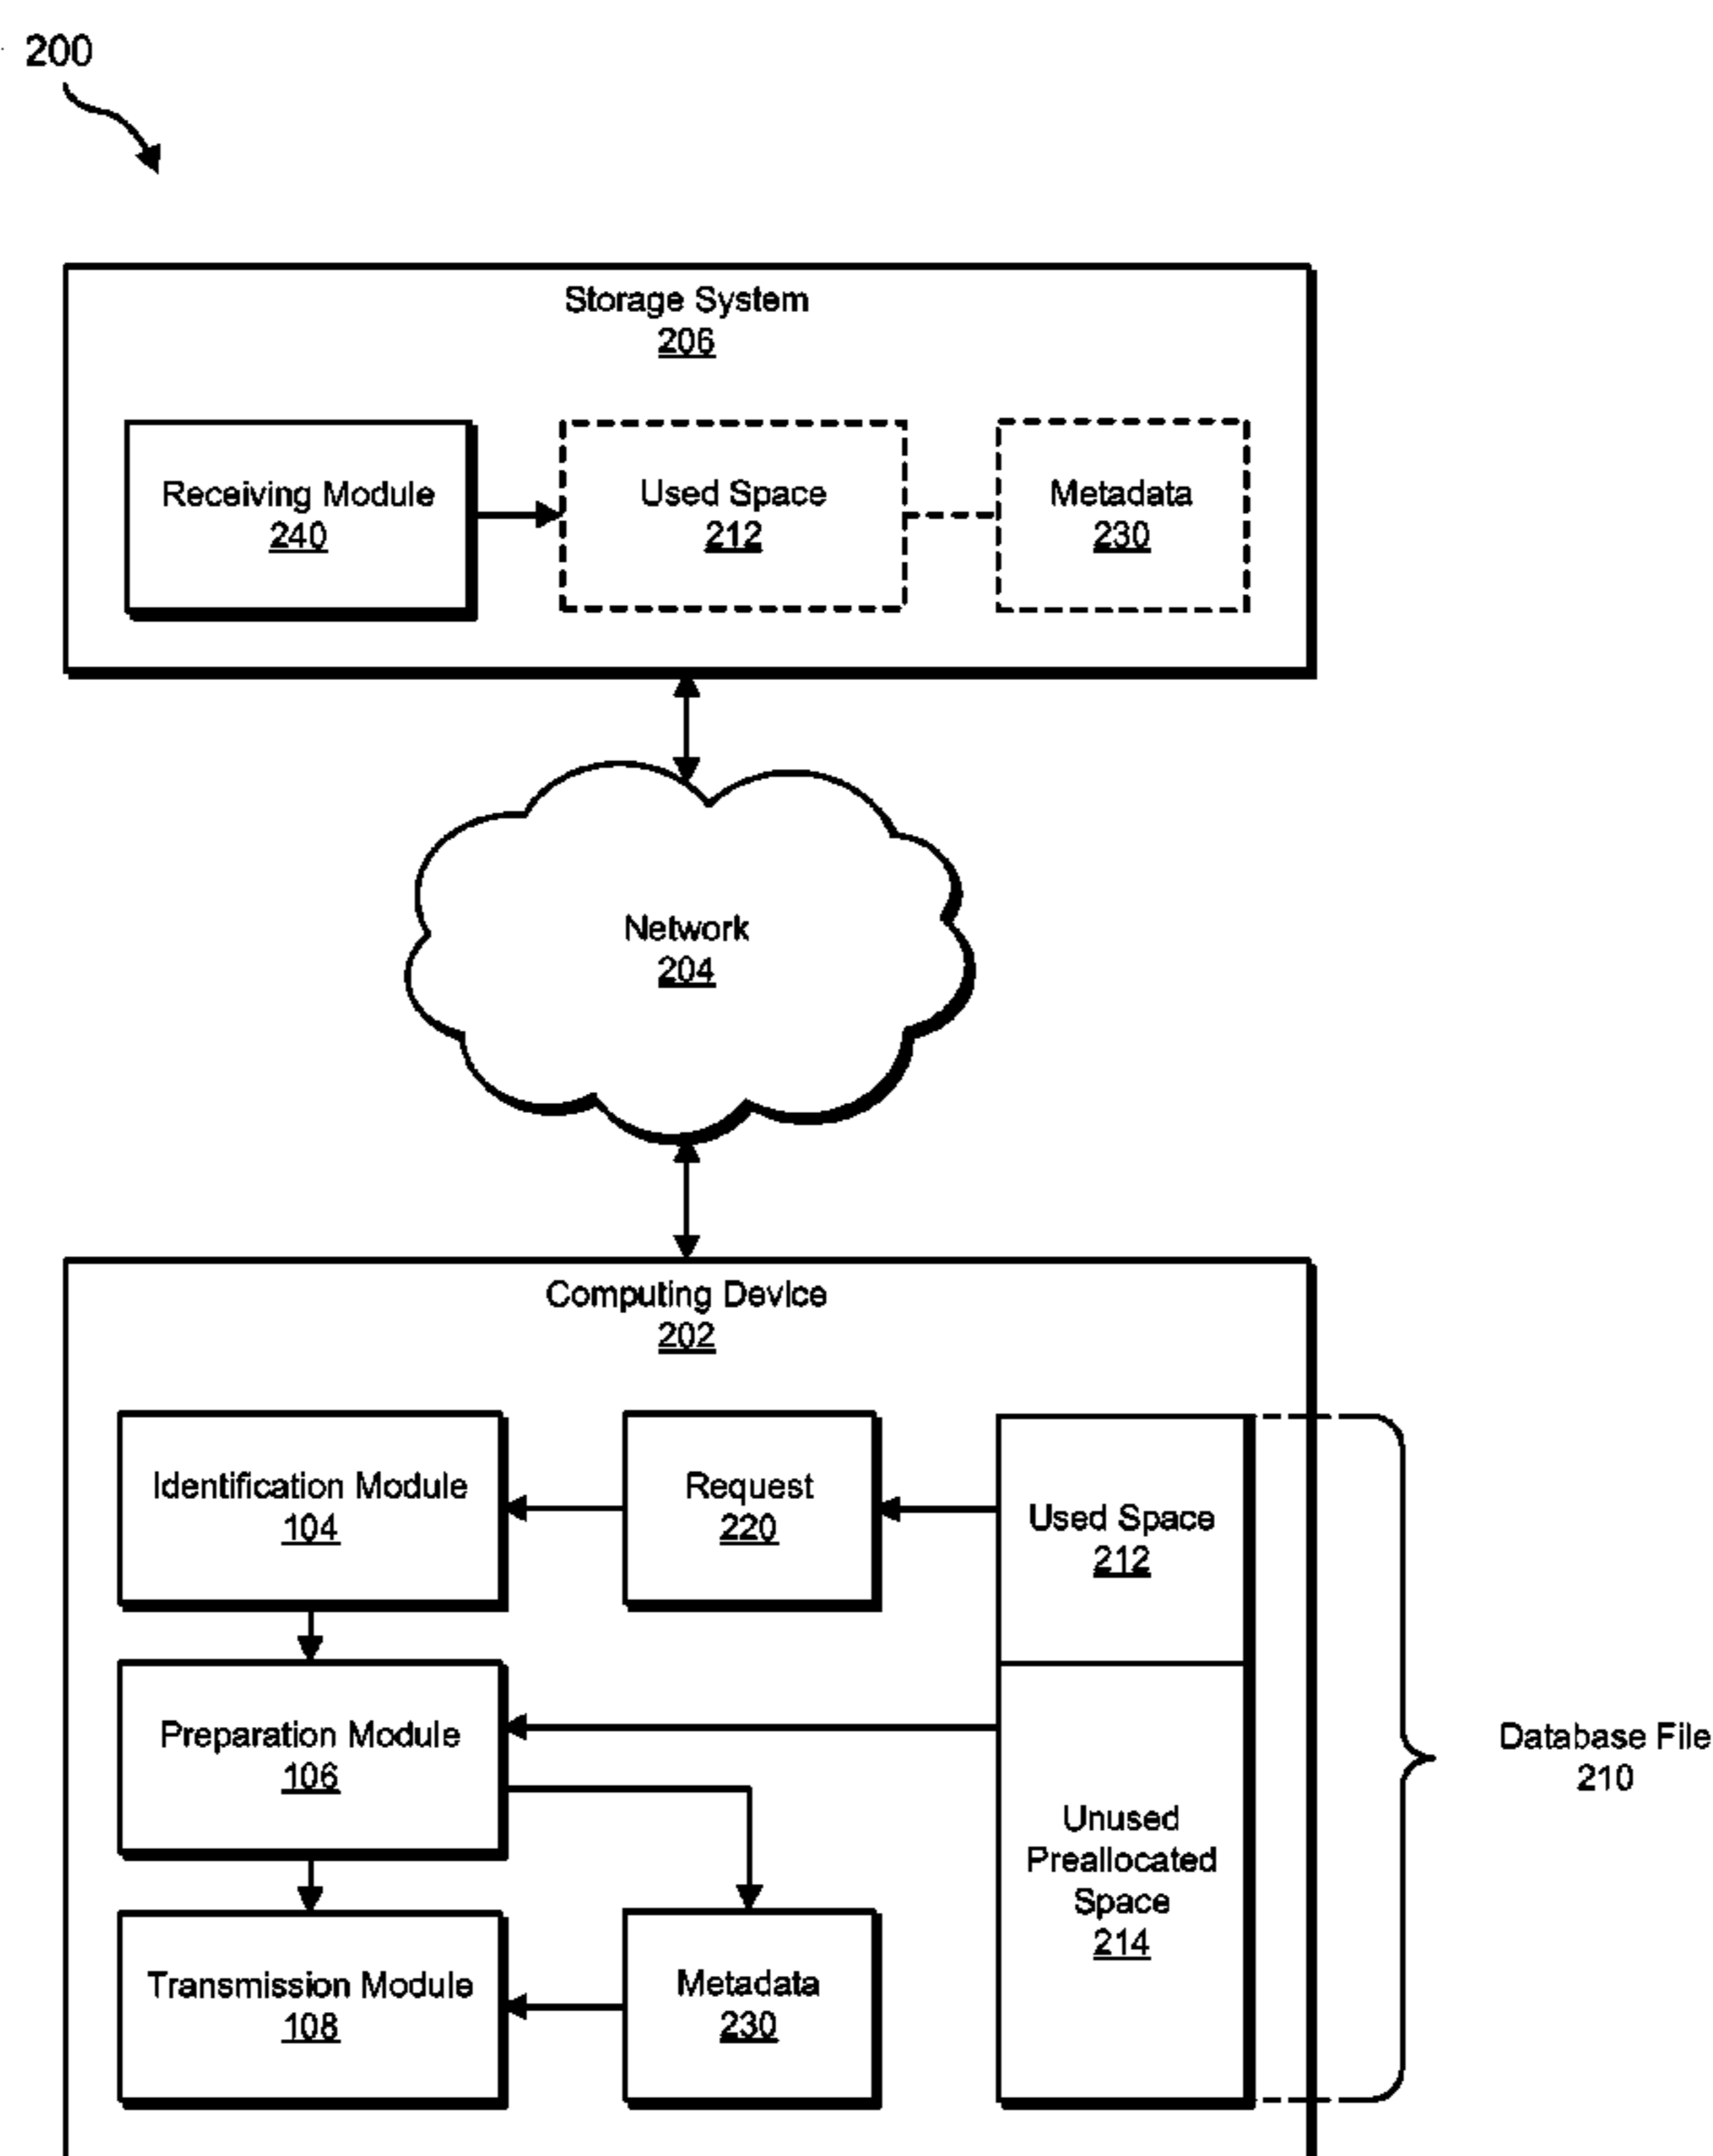 200
Storage System
206
Receiving Module
240
Used Space
212
Metadata
230
Network
204
Computing Device
202
Identification Module
104
Request
220
Used Space
212
Preparation Module
106
Unused
Preallocated
Space
214
Database File
210
Transmission Module
108
Metadata
230